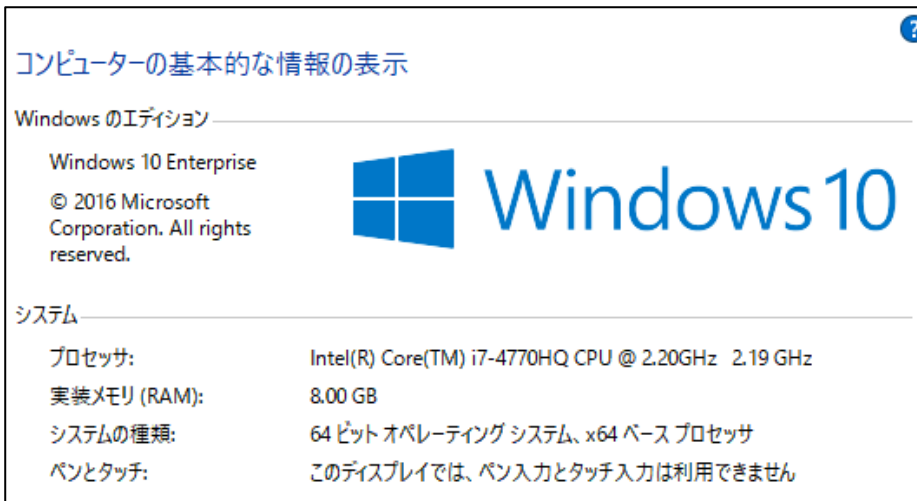 コンピューターの基本的な情報の表示
Windows のエディション
Windows 10 Enterprise
© 2016 Microsoft
Corporation. All rights
reserved.
Windows 10
システム
プロセッサ: Intel(R) Core(TM) i7-4770HQ CPU @ 2.20GHz 2.19 GHz
実装メモリ (RAM): 8.00 GB
システムの種類: 64 ビット オペレーティング システム、x64 ベース プロセッサ
ペンとタッチ: このディスプレイでは、ペン入力とタッチ入力は利用できません